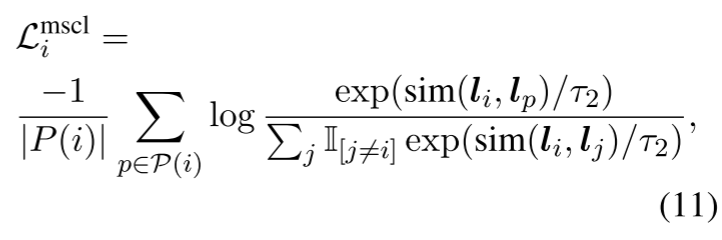 \mathcal{L}_i^{\text{mscl}} =
\frac{-1}{|P(i)|} \sum_{p \in \mathcal{P}(i)} \log \frac{\exp(\text{sim}(\boldsymbol{l}_i, \boldsymbol{l}_p)/\tau_2)}{\sum_j \mathbb{I}_{[j \neq i]} \exp(\text{sim}(\boldsymbol{l}_i, \boldsymbol{l}_j)/\tau_2)},
(11)